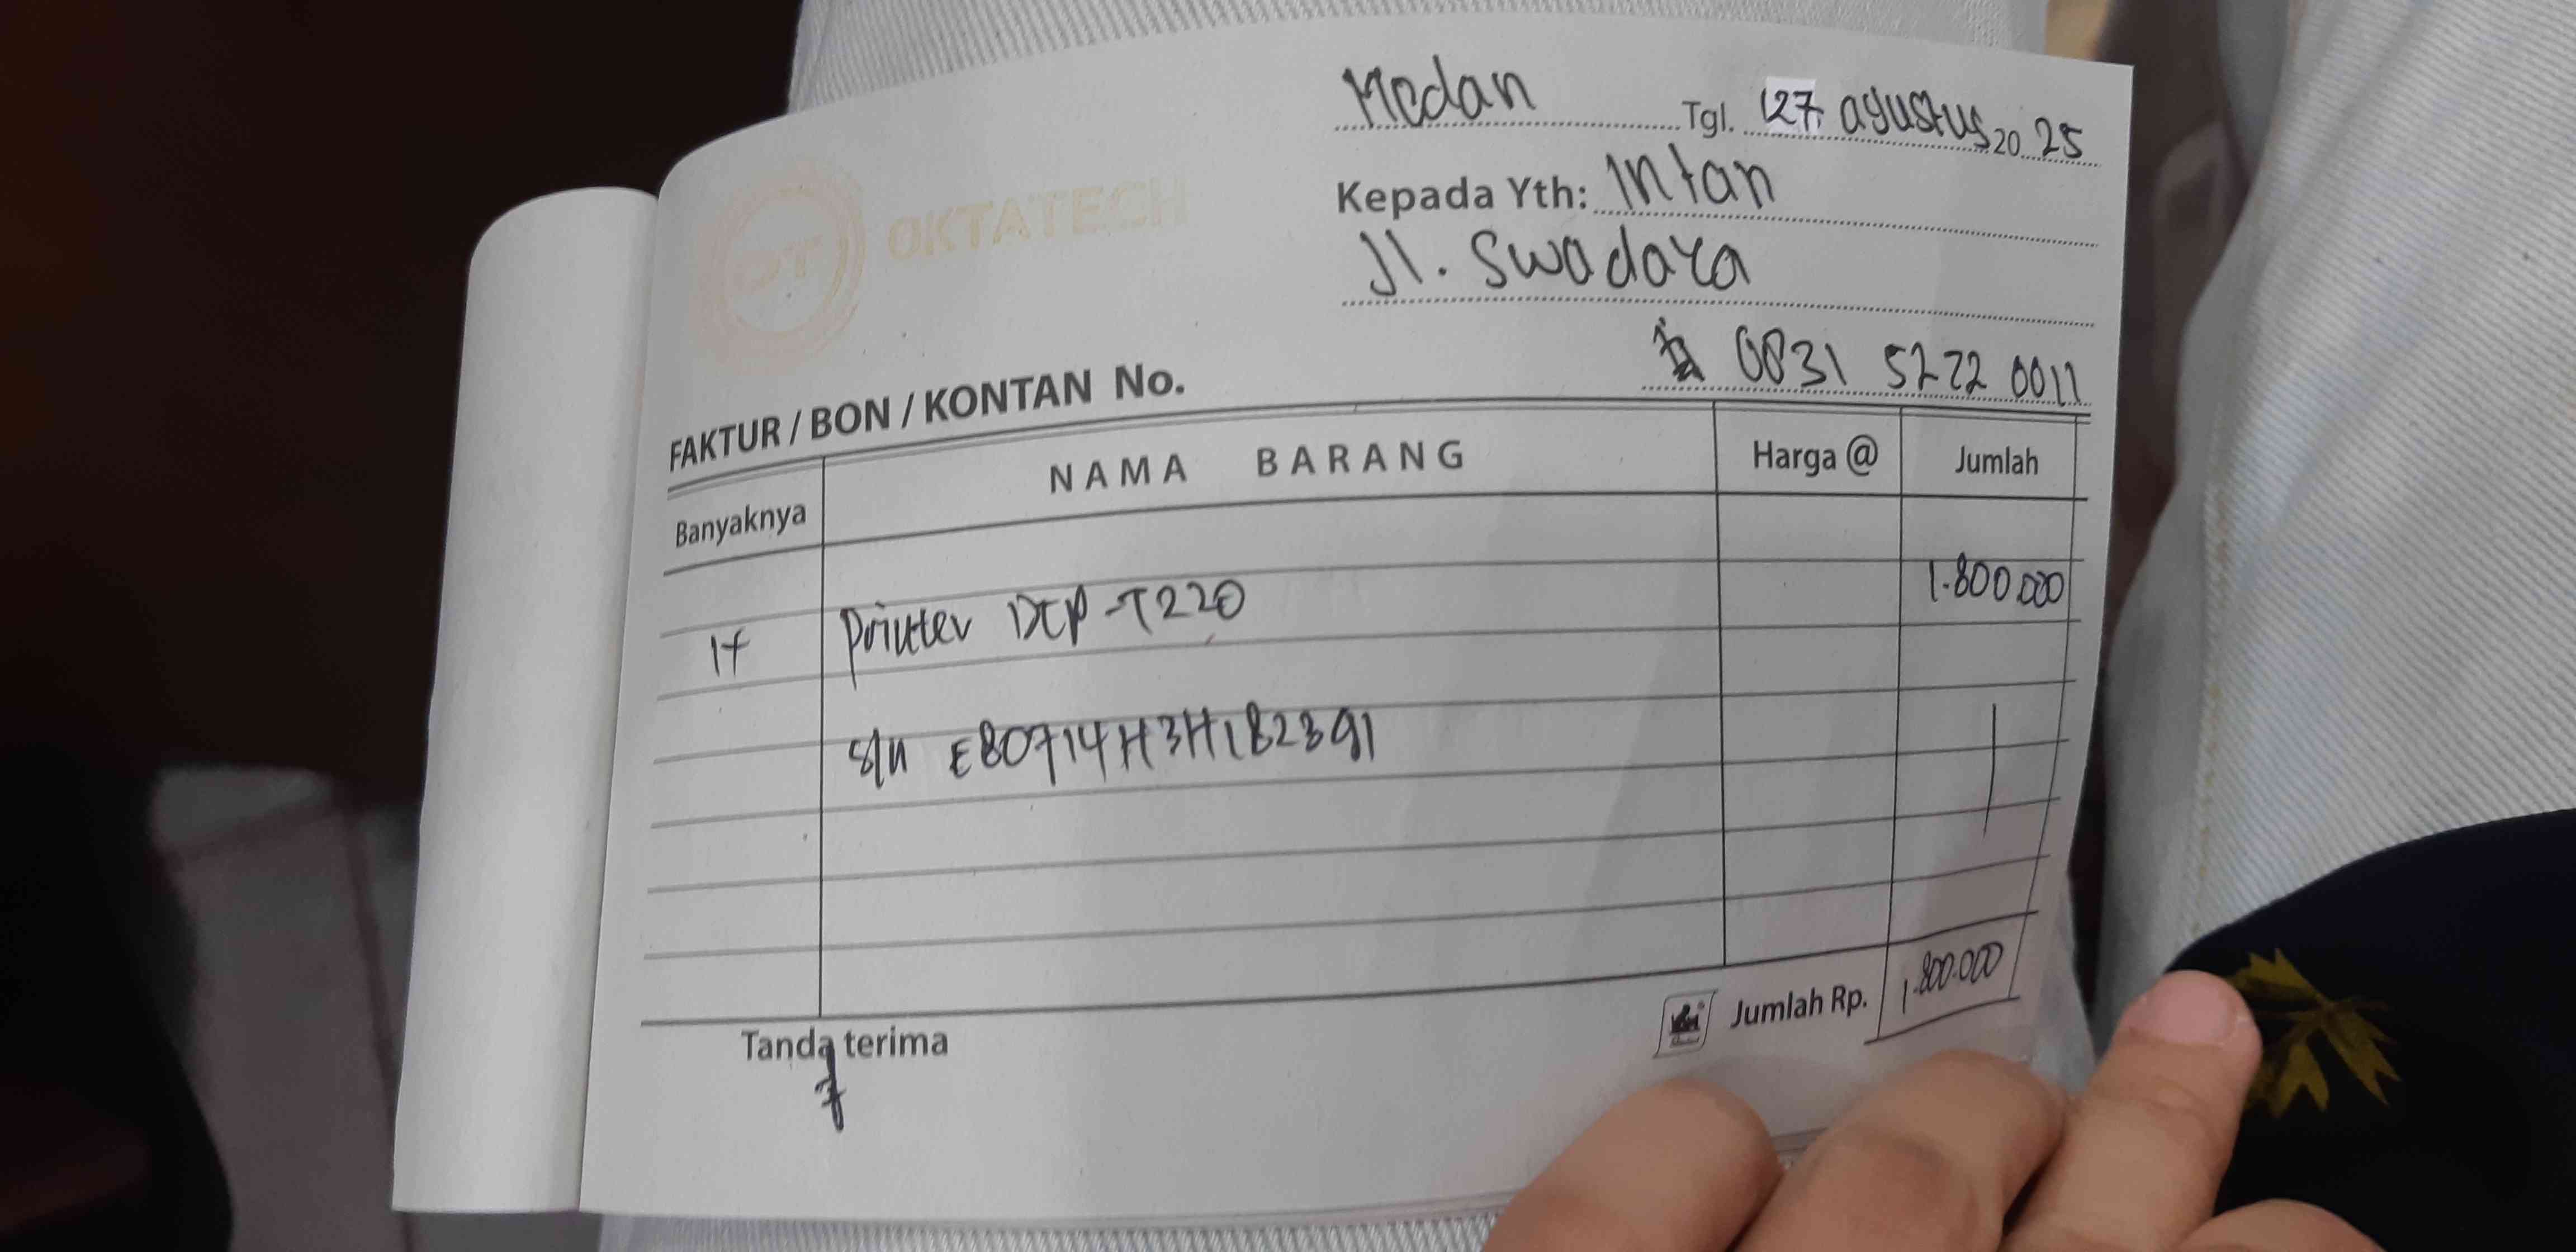 Medan Tgl. 27 agustus 20 25
OKTATECH
Kepada Yth: Intan
Jl. Swadaya
0831 5272 0011
FAKTUR / BON / KONTAN No.
Banyaknya NAMA BARANG Harga @ Jumlah
1+ Printer DCP-T220 1.800.000
S/N E80714H3H182391
Jumlah Rp. 1.800.000
Tanda terima